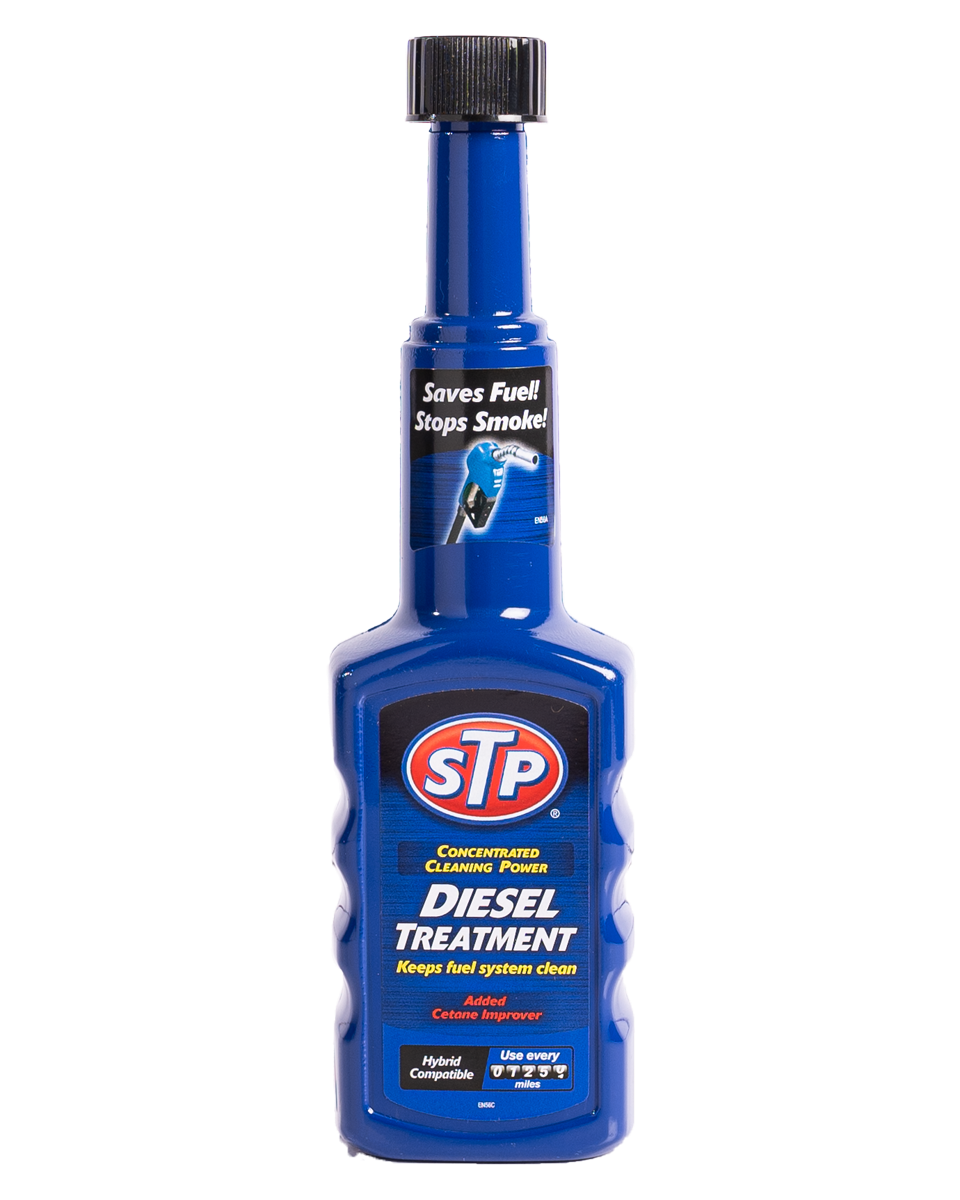 Saves Fuel!
Stops Smoke!
STP
®
CONCENTRATED
CLEANING POWER
DIESEL
TREATMENT
Keeps fuel system clean
Added
Cetane Improver
Hybrid
Compatible
Use every
miles
EN56C